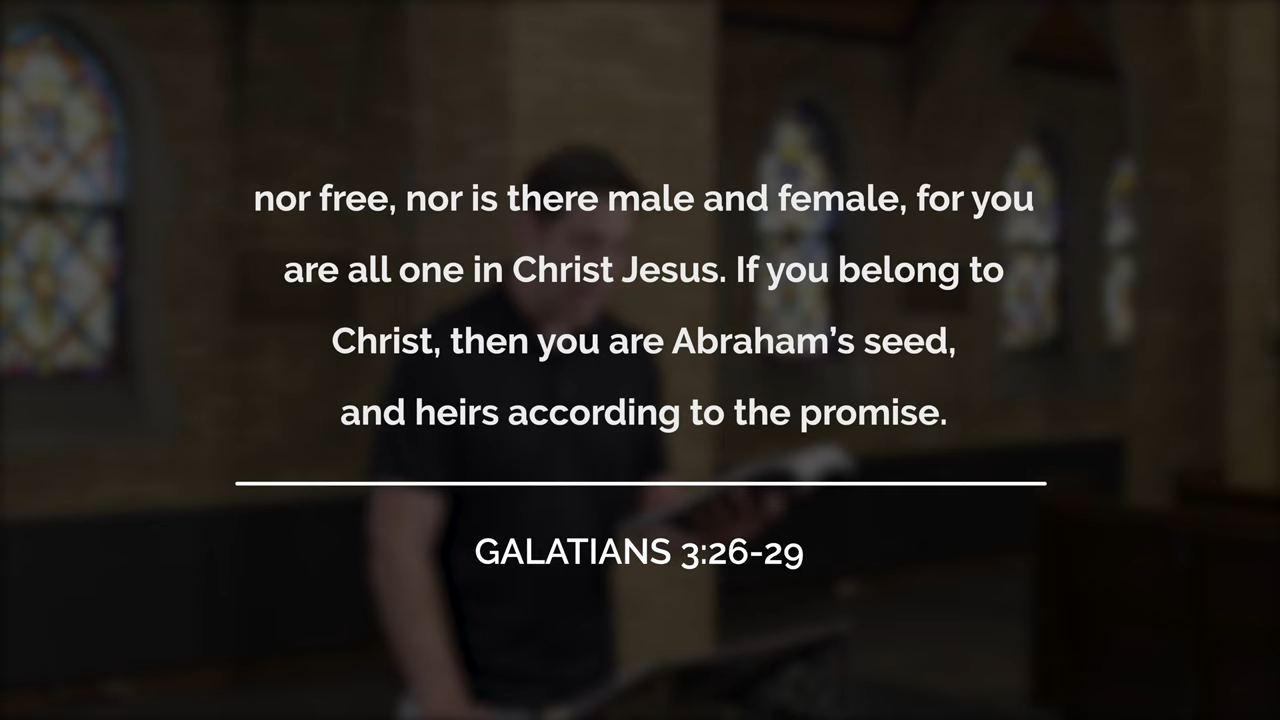 nor free, nor is there male and female, for you
are all one in Christ Jesus. If you belong to
Christ, then you are Abraham’s seed,
and heirs according to the promise.
GALATIANS 3:26-29